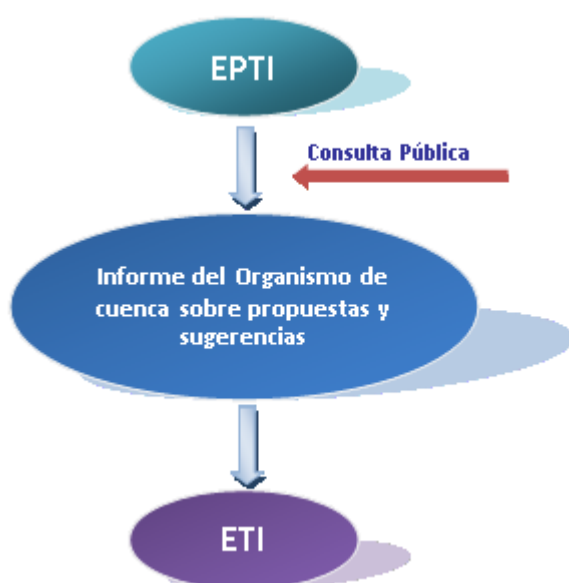 EPTI
Consulta Pública
Informe del Organismo de
cuenca sobre propuestas y
sugerencias
ETI